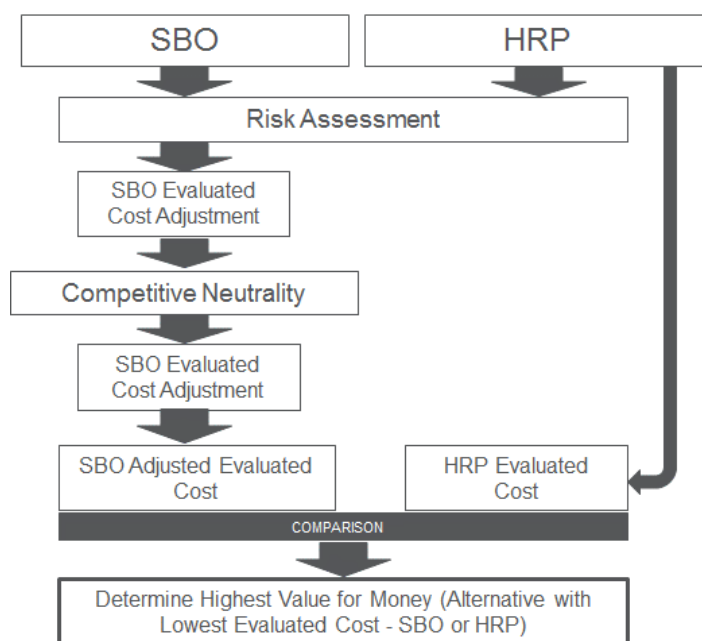 SBO
HRP
Risk Assessment
SBO Evaluated
Cost Adjustment
Competitive Neutrality
SBO Evaluated
Cost Adjustment
SBO Adjusted Evaluated
Cost
HRP Evaluated
Cost
COMPARISON
Determine Highest Value for Money (Alternative with
Lowest Evaluated Cost - SBO or HRP)